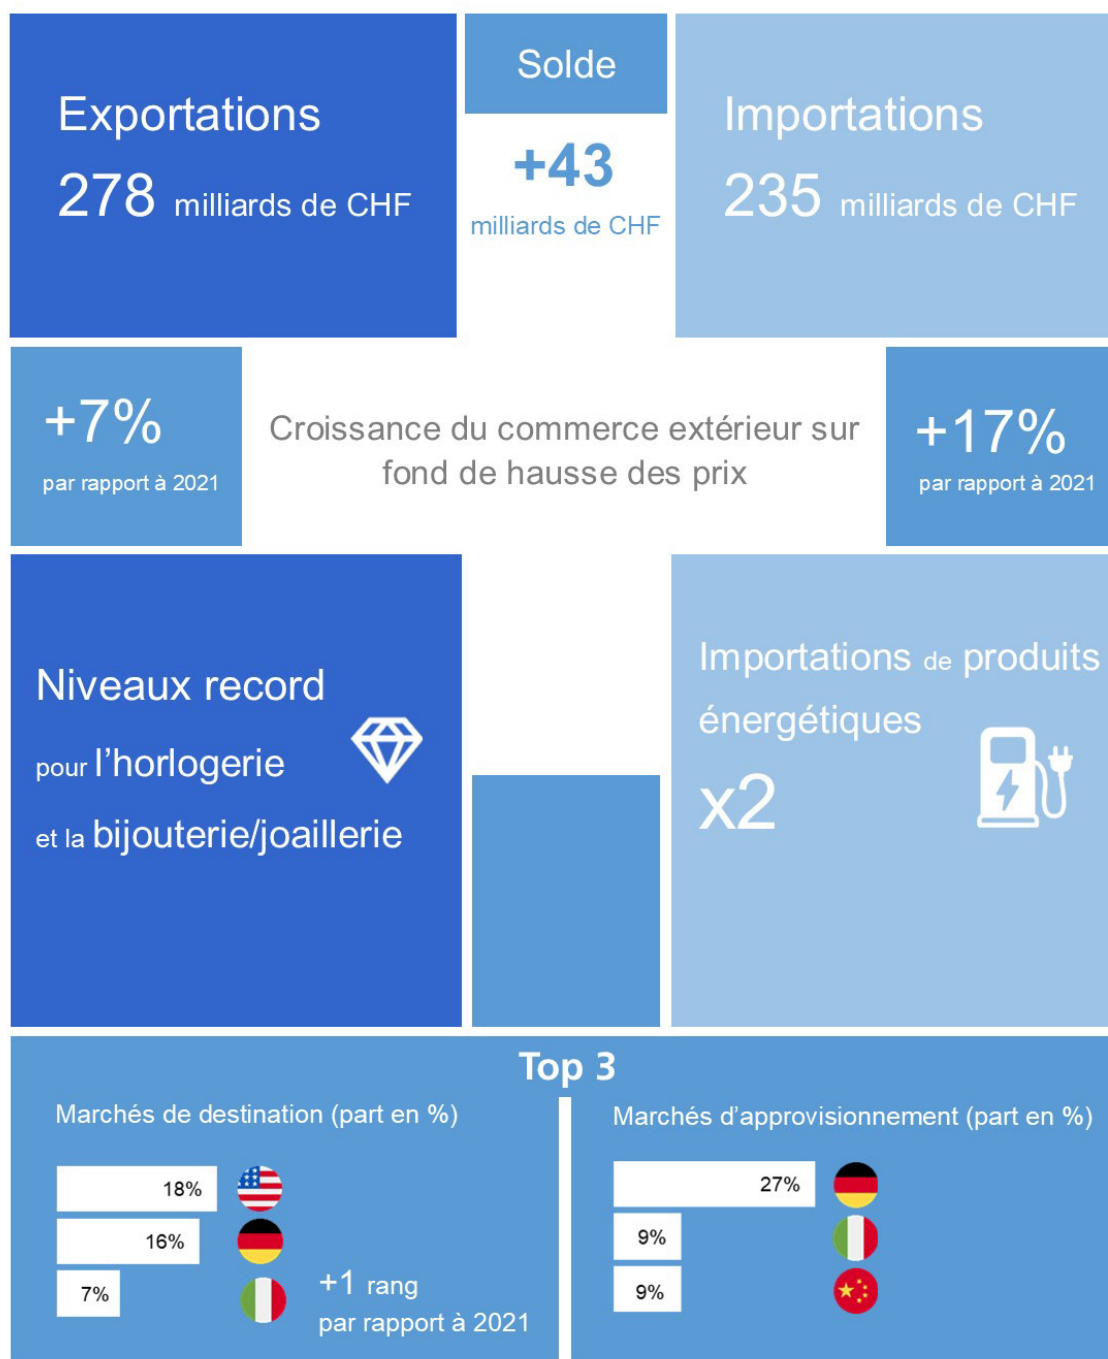 Exportations
278 milliards de CHF
Solde
+43
milliards de CHF
Importations
235 milliards de CHF
+7%
par rapport à 2021
Croissance du commerce extérieur sur
fond de hausse des prix
+17%
par rapport à 2021
Niveaux record
pour l’horlogerie
et la bijouterie/joaillerie
Importations de produits
énergétiques
x2
Top 3
Marchés de destination (part en %)
18%
16%
7%
+1 rang
par rapport à 2021
Marchés d’approvisionnement (part en %)
27%
9%
9%